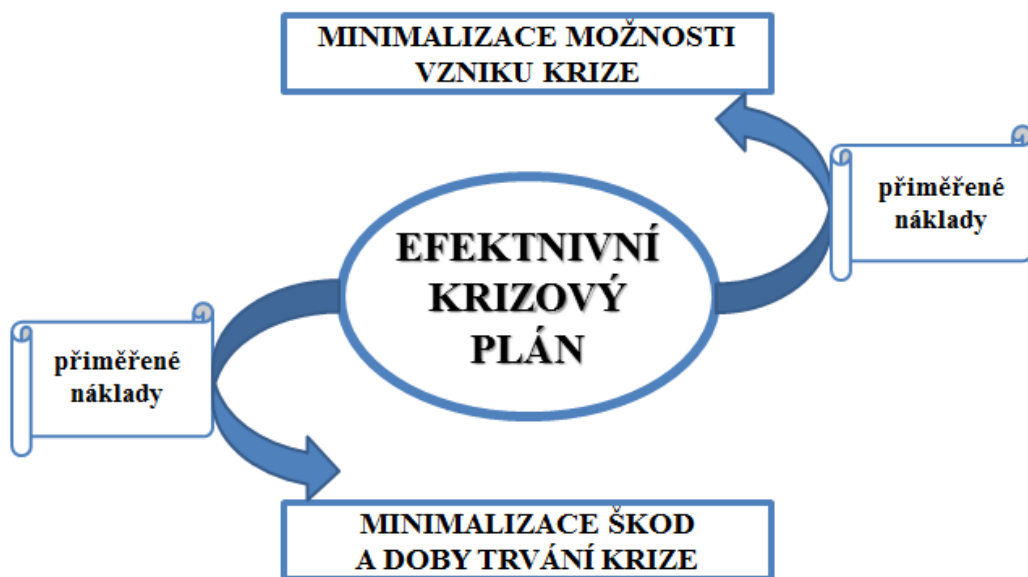 MINIMALIZACE MOŽNOSTI
VZNIKU KRIZE
přiměřené
náklady
EFEKTNIVNÍ
KRIZOVÝ
PLÁN
přiměřené
náklady
MINIMALIZACE ŠKOD
A DOBY TRVÁNÍ KRIZE